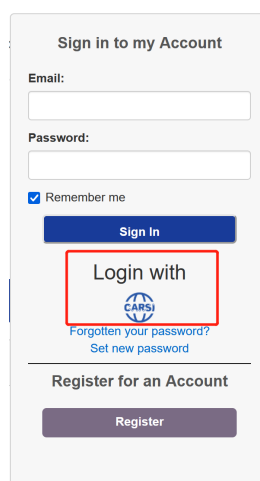 Sign in to my Account
Email:
Password:
Remember me
Sign In
Login with
CARSI
Forgotten your password?
Set new password
Register for an Account
Register